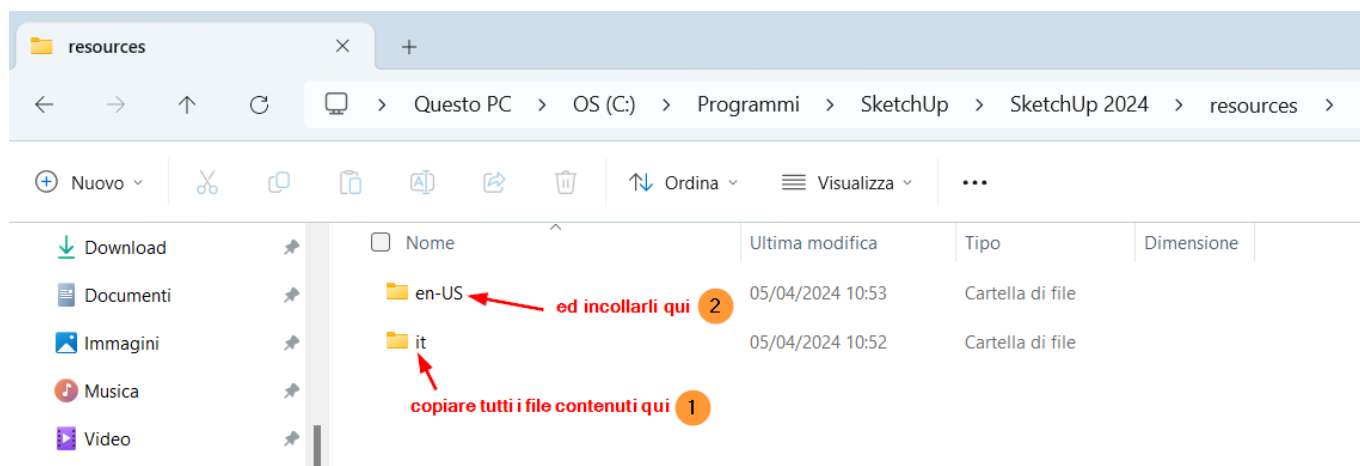 resources
Questo PC > OS (C:) > Programmi > SketchUp > SketchUp 2024 > resources >
Nuovo Ordina Visualizza ...
Download
Documenti
Immagini
Musica
Video
Nome Ultima modifica Tipo Dimensione
en-US ed incollarli qui 2 05/04/2024 10:53 Cartella di file
it 05/04/2024 10:52 Cartella di file
copiare tutti i file contenuti qui 1